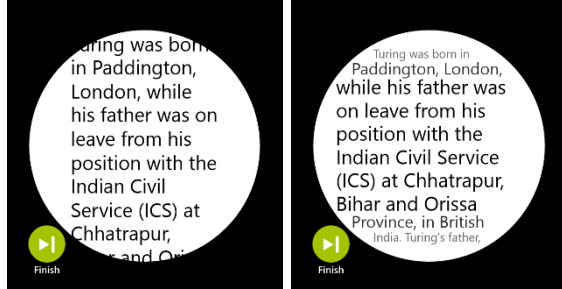 Turing was born
in Paddington,
London, while
his father was on
leave from his
position with the
Indian Civil
Service (ICS) at
Chhatrapur,
and
Finish
Turing was born in
Paddington, London,
while his father was
on leave from his
position with the
Indian Civil Service
(ICS) at Chhatrapur,
Bihar and Orissa
Province, in British
India. Turing's father,
Finish